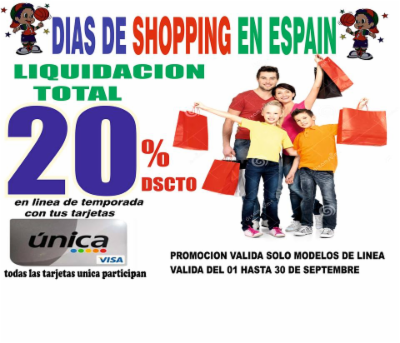 DIAS DE SHOPPING EN ESPAIN
LIQUIDACION
TOTAL
20%
DSCTO
en linea de temporada
con tus tarjetas
única
VISA
todas las tarjetas unica participan
PROMOCION VALIDA SOLO MODELOS DE LINEA
VALIDA DEL 01 HASTA 30 DE SEPTEMBRE